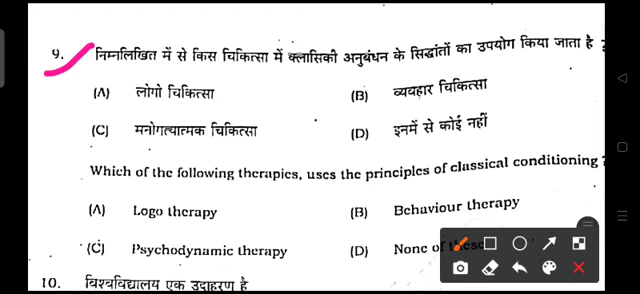 9. निम्नलिखित में से किस चिकित्सा में क्लासिकी अनुबंधन के सिद्धांतों का उपयोग किया जाता है ?
(A) लोगो चिकित्सा (B) व्यवहार चिकित्सा
(C) मनोगत्यात्मक चिकित्सा (D) इनमें से कोई नहीं
Which of the following therapies, uses the principles of classical conditioning ?
(A) Logo therapy (B) Behaviour therapy
(C) Psychodynamic therapy (D) None of these
10. विश्वविद्यालय एक उदाहरण है